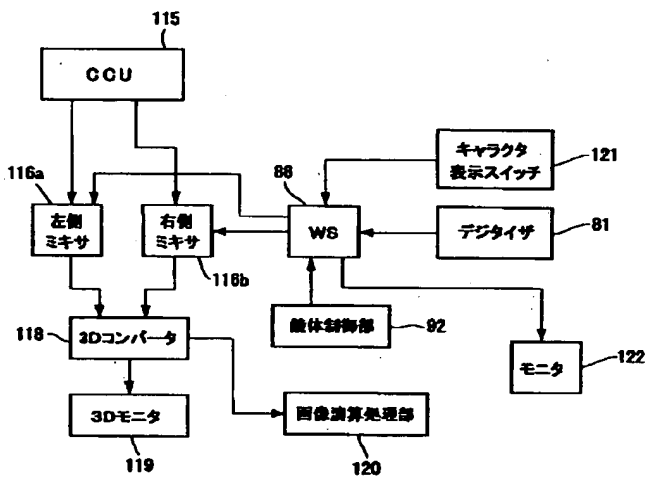 115
CCU
116a
左側
ミキサ
右側
ミキサ
116b
88
WS
キャラクタ
表示スイッチ
121
デジタイザ
81
鏡体制御部
92
118
3Dコンバータ
モニタ
122
3Dモニタ
119
画像演算処理部
120